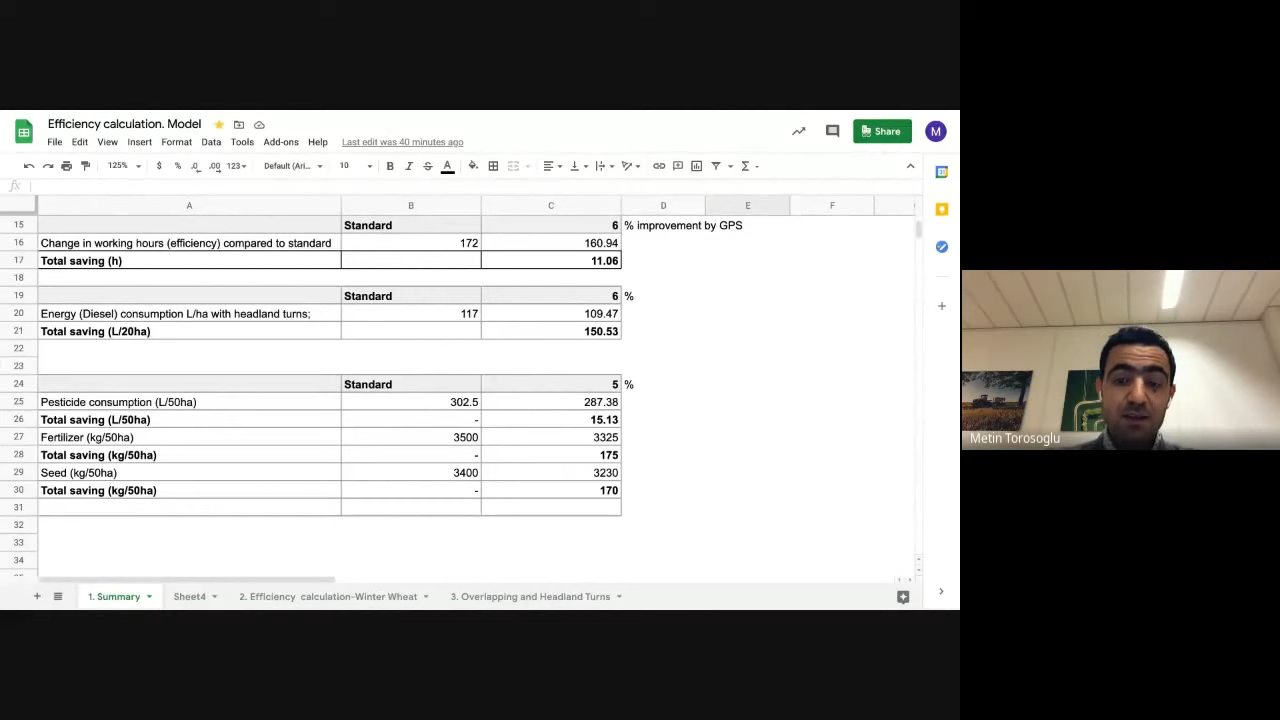 Efficiency calculation. Model
File Edit View Insert Format Data Tools Add-ons Help Last edit was 40 minutes ago
Share M
125% $ % .0 .00 123 Default (Ari... 10 B I S A
fx
A B C D E F
15 Standard 6 % improvement by GPS
16 Change in working hours (efficiency) compared to standard 172 160.94
17 Total saving (h) 11.06
18
19 Standard 6 %
20 Energy (Diesel) consumption L/ha with headland turns; 117 109.47
21 Total saving (L/20ha) 150.53
22
23
24 Standard 5 %
25 Pesticide consumption (L/50ha) 302.5 287.38
26 Total saving (L/50ha) - 15.13
27 Fertilizer (kg/50ha) 3500 3325
28 Total saving (kg/50ha) - 175
29 Seed (kg/50ha) 3400 3230
30 Total saving (kg/50ha) - 170
31
32
33
34
1. Summary Sheet4 2. Efficiency calculation-Winter Wheat 3. Overlapping and Headland Turns
Metin Torosoglu